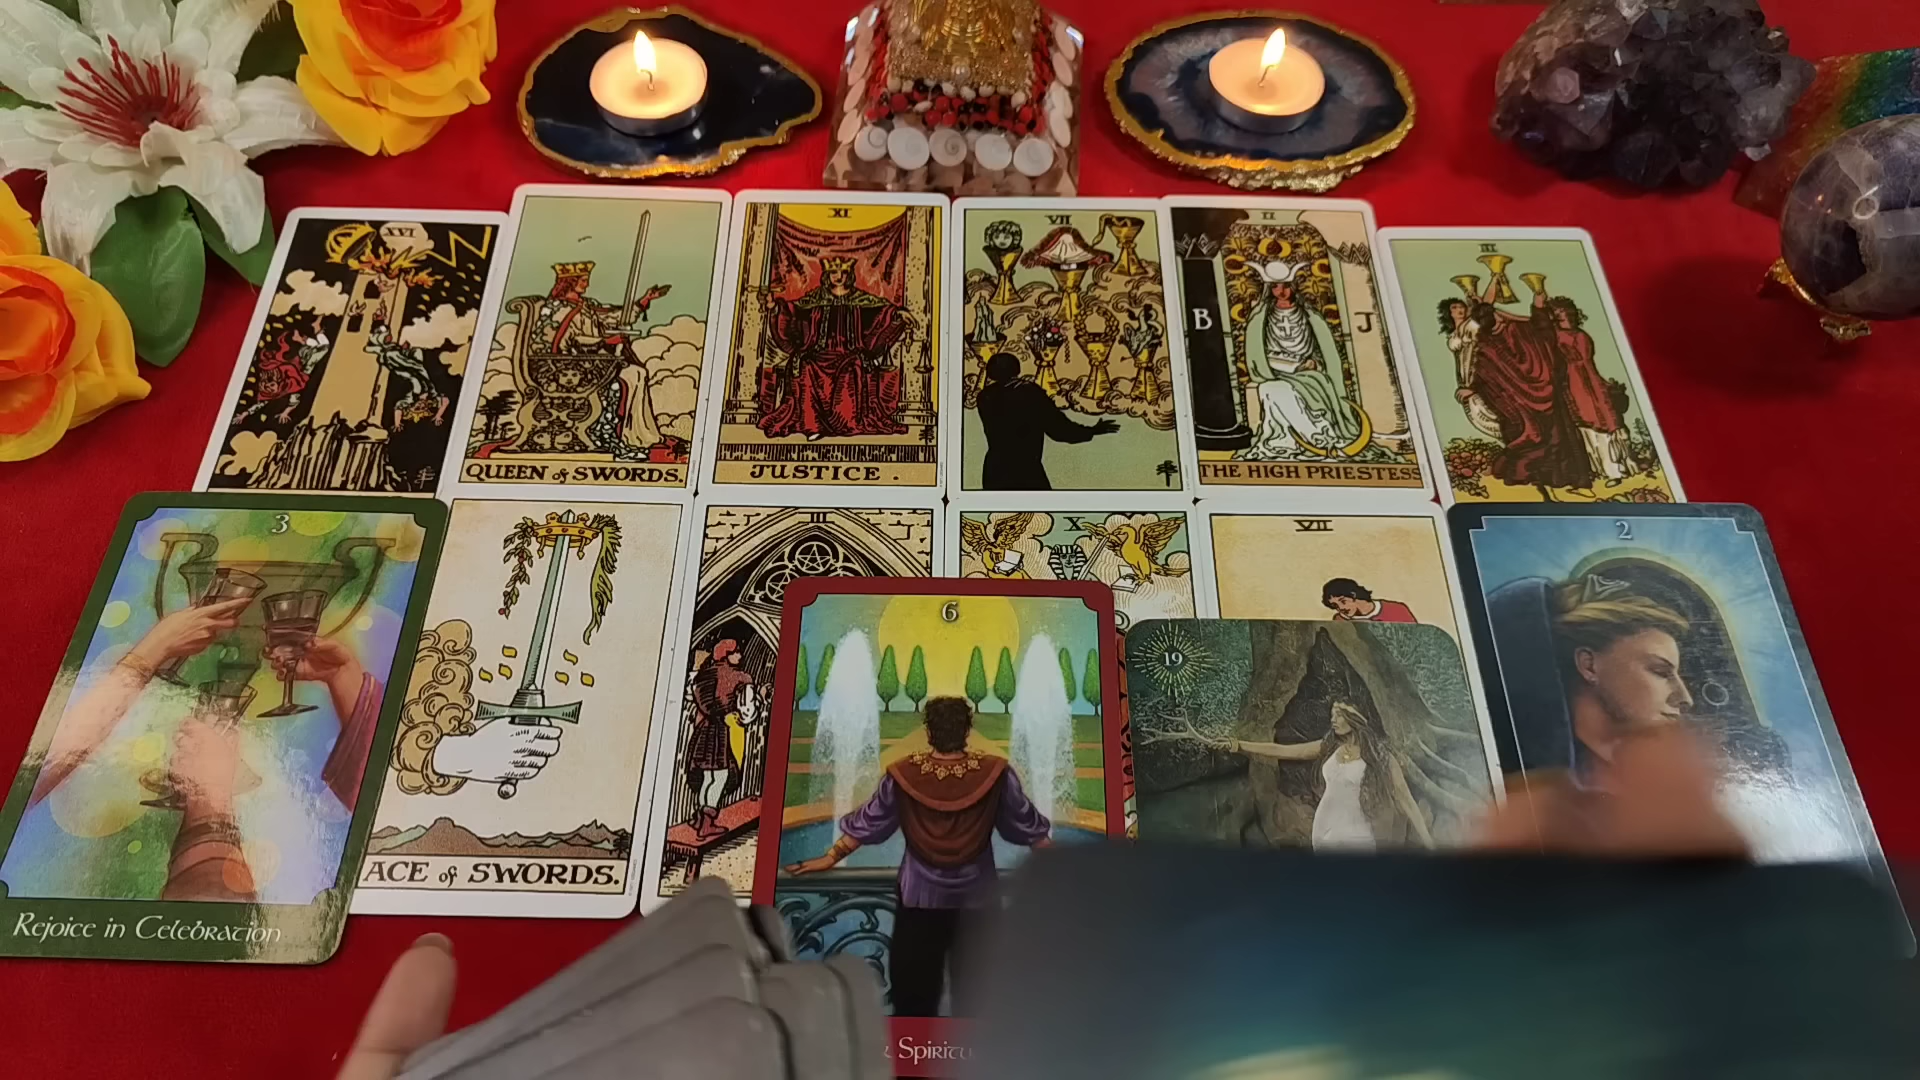 XVI
QUEEN of SWORDS.
XI
JUSTICE .
VII
II
B
J
THE HIGH PRIESTESS
III
3
Rejoice in Celebration
ACE of SWORDS.
III
X
VII
6
19
2